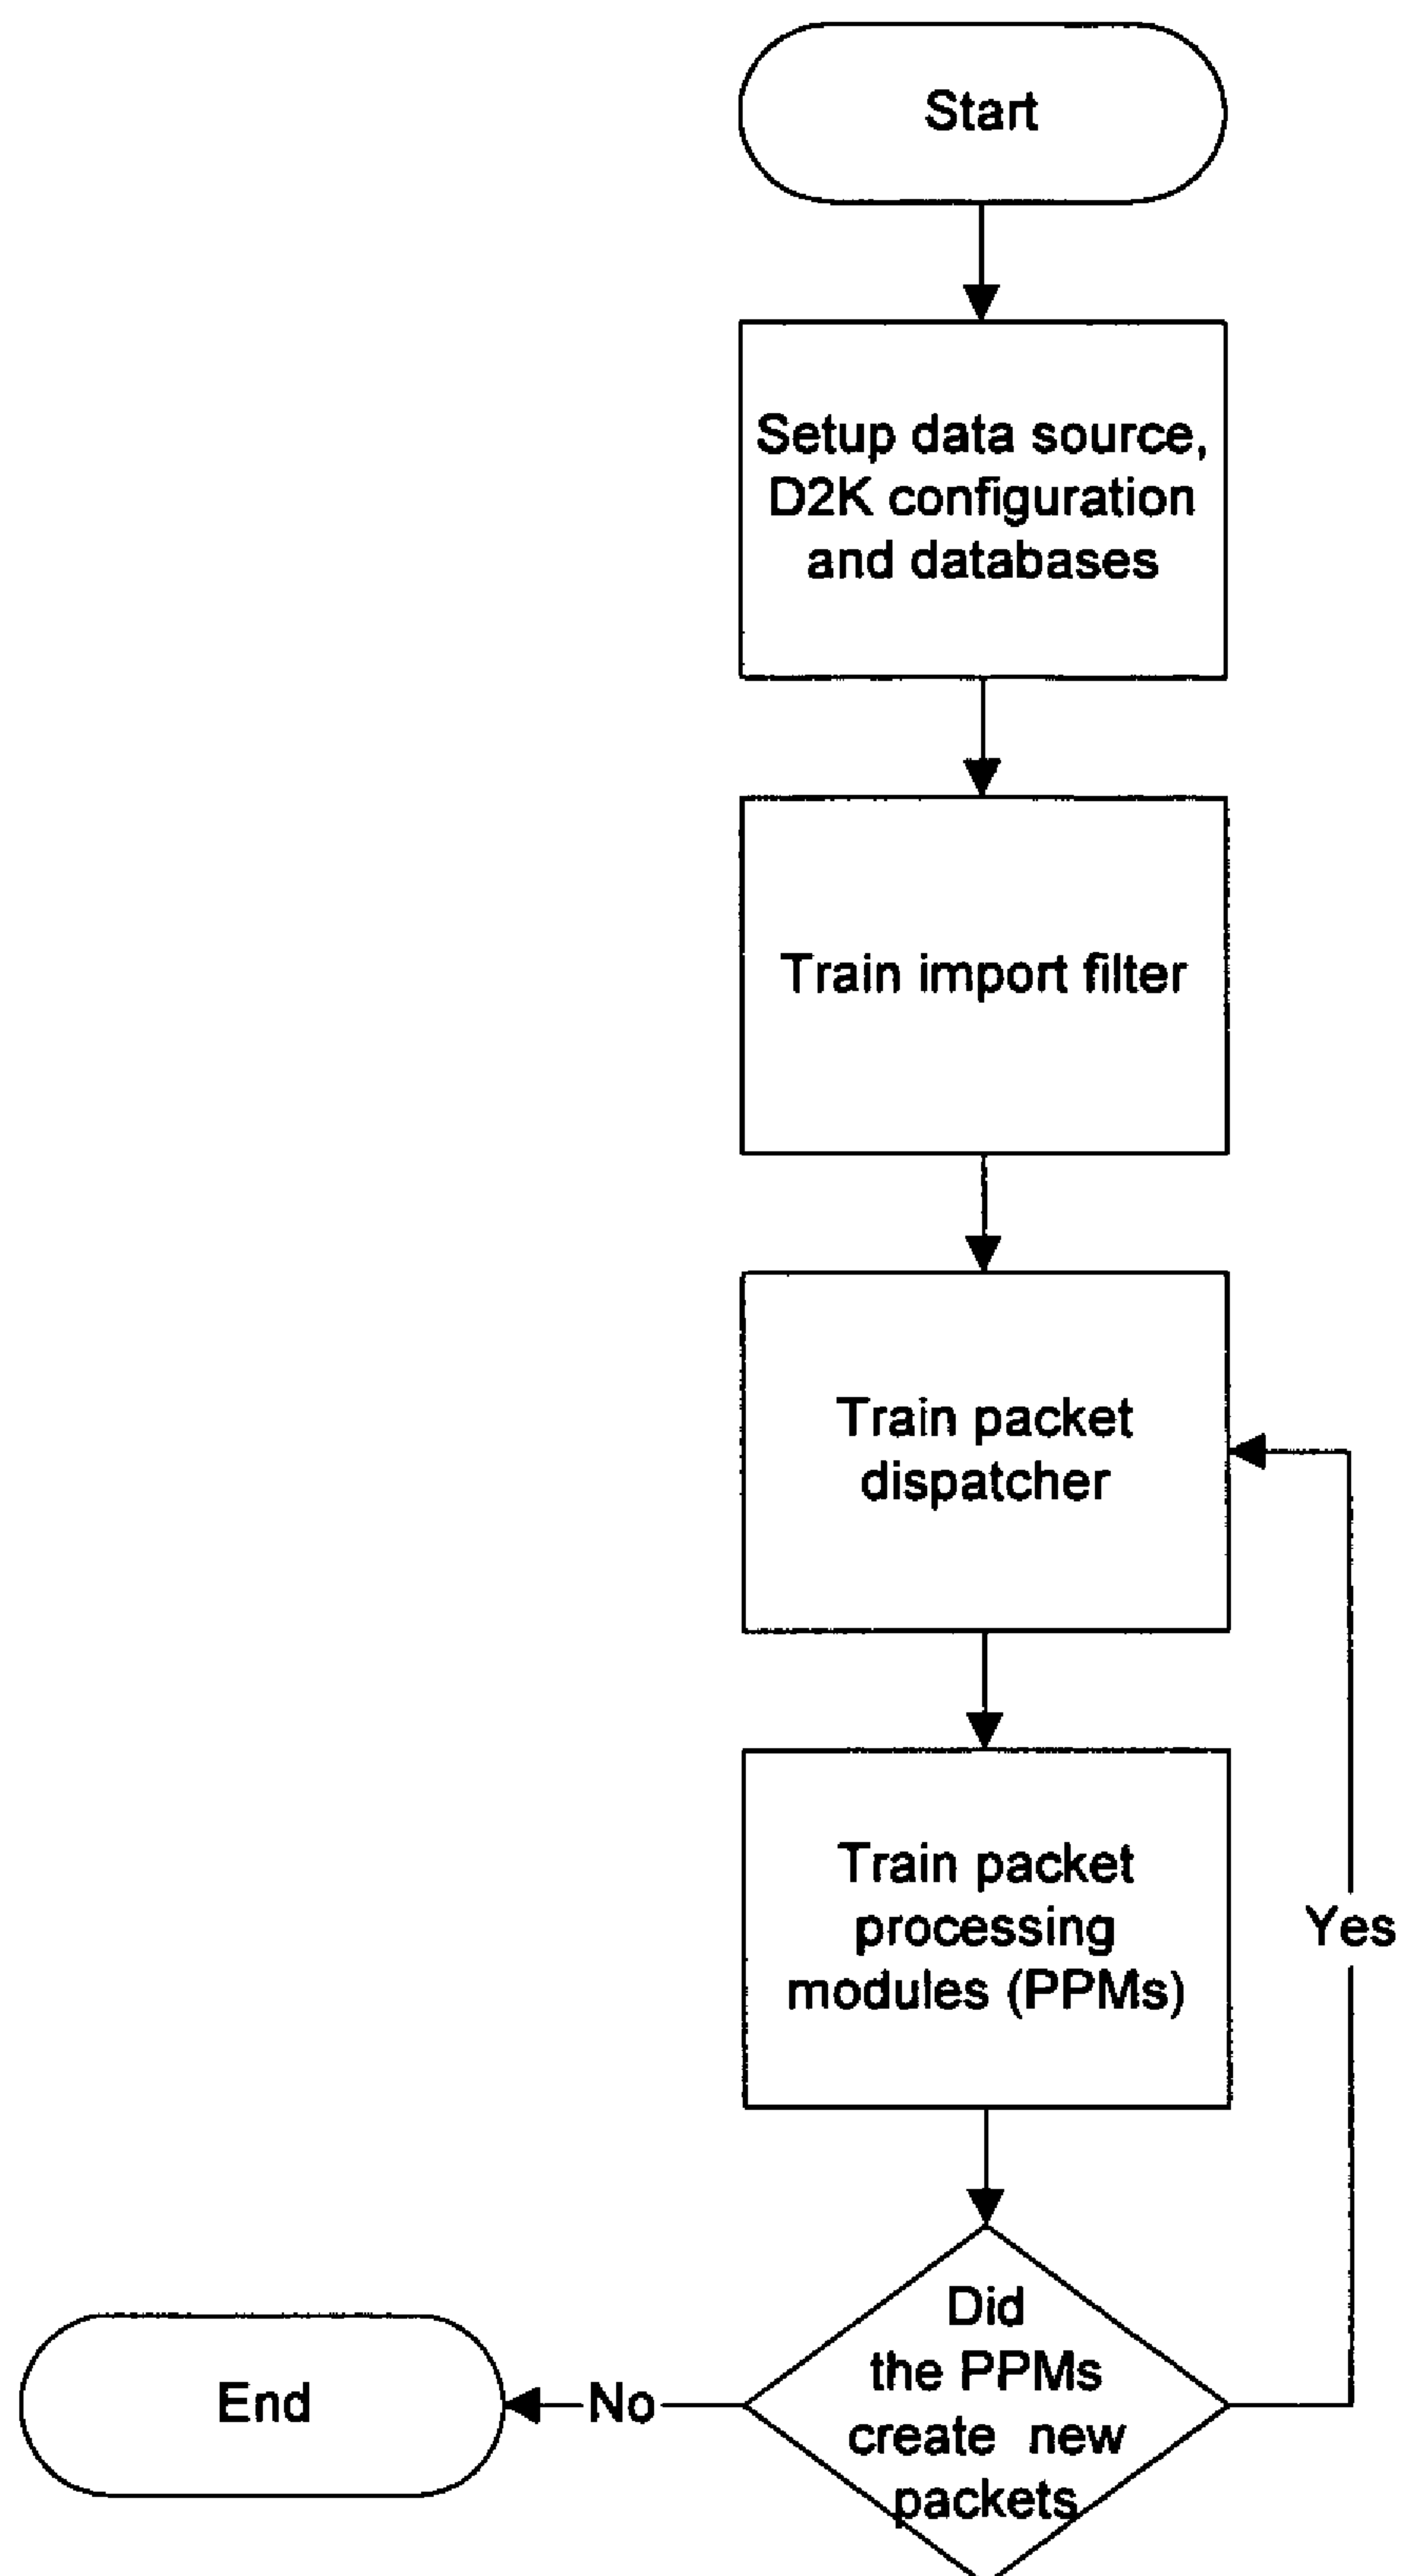 Start
Setup data source,
D2K configuration
and databases
Train import filter
Train packet
dispatcher
Train packet
processing
modules (PPMs)
Yes
Did
the PPMs
create new
packets
No
End